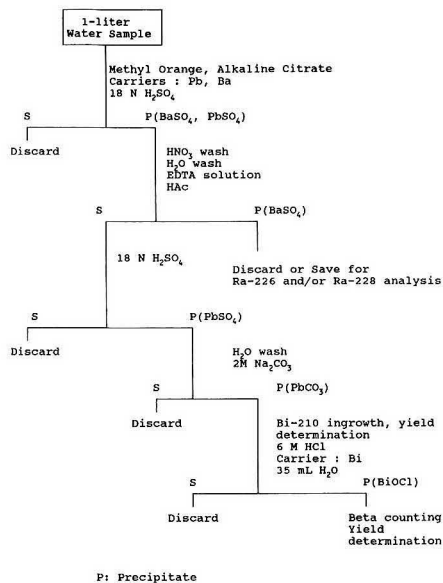 1-liter
Water Sample
Methyl Orange, Alkaline Citrate
Carriers : Pb, Ba
18 N H₂SO₄
S P(BaSO₄, PbSO₄)
Discard
HNO₃ wash
H₂O wash
EDTA solution
HAc
S P(BaSO₄)
18 N H₂SO₄
Discard or Save for
Ra-226 and/or Ra-228 analysis
S P(PbSO₄)
Discard
H₂O wash
2M Na₂CO₃
S P(PbCO₃)
Discard
Bi-210 ingrowth, yield
determination
6 M HCl
Carrier : Bi
35 mL H₂O
S P(BiOCl)
Discard
Beta counting
Yield
determination
P: Precipitate